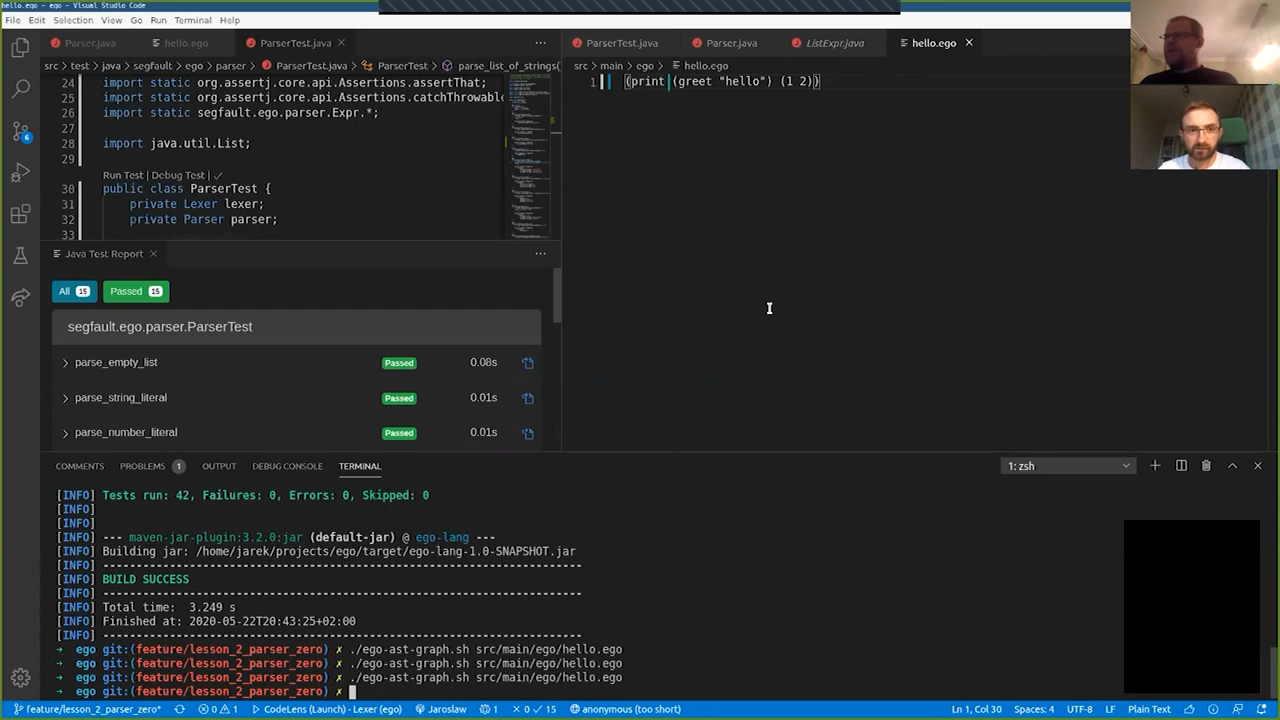 hello.ego - ego - Visual Studio Code
File Edit Selection View Go Run Terminal Help
Parser.java hello.ego ParserTest.java
src > test > java > segfault > ego > parser > ParserTest.java > ParserTest > parse_list_of_strings()
24 import static org.assertj.core.api.Assertions.assertThat;
25 import static org.assertj.core.api.Assertions.catchThrowable
26 import static segfault.ego.parser.Expr.*;
27
28 import java.util.List;
29
Run Test | Debug Test |
30 public class ParserTest {
31 private Lexer lexer;
32 private Parser parser;
33
ParserTest.java Parser.java ListExpr.java hello.ego
src > main > ego > hello.ego
1 (print (greet "hello") (1 2))
6
Java Test Report
All 15 Passed 15
segfault.ego.parser.ParserTest
parse_empty_list Passed 0.08s
parse_string_literal Passed 0.01s
parse_number_literal Passed 0.01s
COMMENTS PROBLEMS 1 OUTPUT DEBUG CONSOLE TERMINAL 1: zsh
[INFO] Tests run: 42, Failures: 0, Errors: 0, Skipped: 0
[INFO]
[INFO]
[INFO] --- maven-jar-plugin:3.2.0:jar (default-jar) @ ego-lang ---
[INFO] Building jar: /home/jarek/projects/ego/target/ego-lang-1.0-SNAPSHOT.jar
[INFO] ------------------------------------------------------------------------
[INFO] BUILD SUCCESS
[INFO] ------------------------------------------------------------------------
[INFO] Total time:  3.249 s
[INFO] Finished at: 2020-05-22T20:43:25+02:00
[INFO] ------------------------------------------------------------------------
➜ ego git:(feature/lesson_2_parser_zero) ✗ ./ego-ast-graph.sh src/main/ego/hello.ego
➜ ego git:(feature/lesson_2_parser_zero) ✗ ./ego-ast-graph.sh src/main/ego/hello.ego
➜ ego git:(feature/lesson_2_parser_zero) ✗ ./ego-ast-graph.sh src/main/ego/hello.ego
➜ ego git:(feature/lesson_2_parser_zero) ✗
feature/lesson_2_parser_zero* 0 1 CodeLens (Launch) - Lexer (ego) Jaroslaw 1 0 15 anonymous (too short) Ln 1, Col 30 Spaces: 4 UTF-8 LF Plain Text